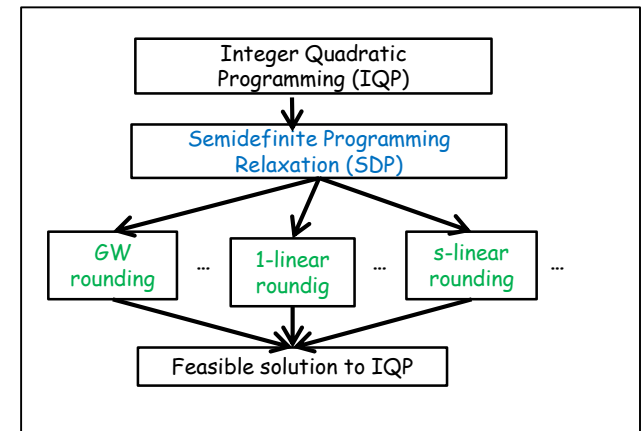 Integer Quadratic
Programming (IQP)
Semidefinite Programming
Relaxation (SDP)
GW
rounding
...
1-linear
roundig
...
s-linear
rounding
...
Feasible solution to IQP